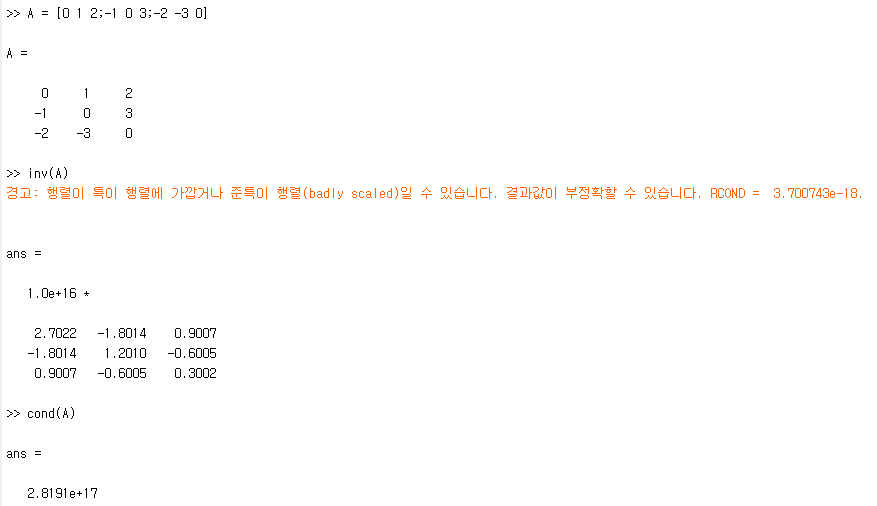 >> A = [0 1 2;-1 0 3;-2 -3 0]
A =
0 1 2
-1 0 3
-2 -3 0
>> inv(A)
경고: 행렬이 특이 행렬에 가깝거나 준특이 행렬(badly scaled)일 수 있습니다. 결과값이 부정확할 수 있습니다. RCOND = 3.700743e-18.
ans =
1.0e+16 *
2.7022 -1.8014 0.9007
-1.8014 1.2010 -0.6005
0.9007 -0.6005 0.3002
>> cond(A)
ans =
2.8191e+17